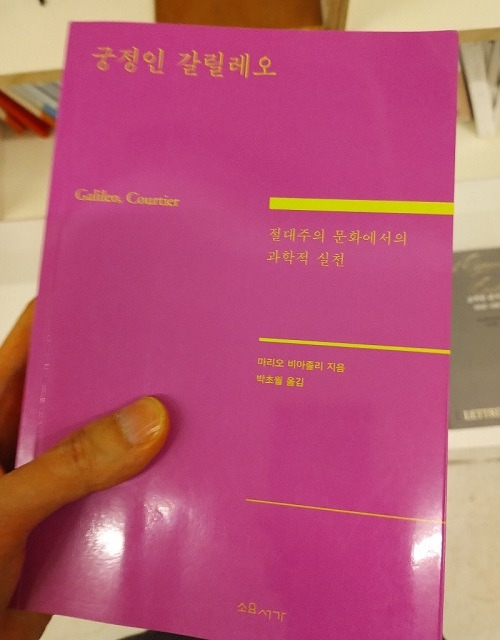 궁정인 갈릴레오
Galileo, Courtier
절대주의 문화에서의
과학적 실천
마리오 비아졸리 지음
박초월 옮김
소요서가